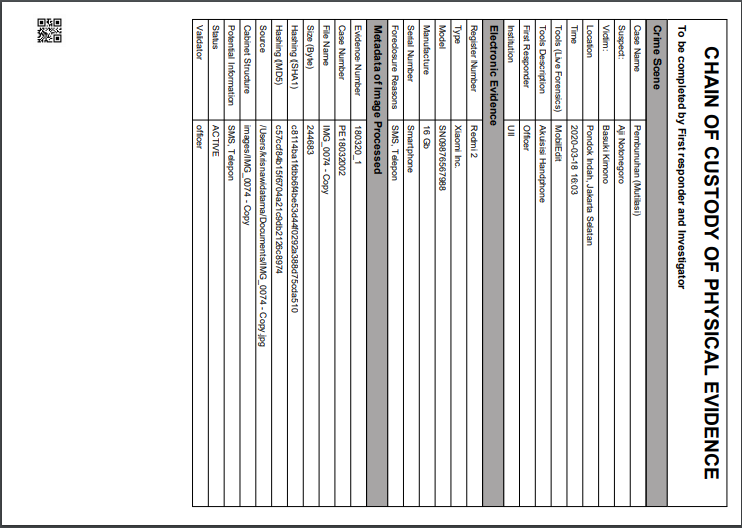 CHAIN OF CUSTODY OF PHYSICAL EVIDENCE
To be completed by First responder and Investigator
Crime Scene
Case Name Pembunuhan (Mutilasi)
Suspect: Aji Notonegoro
Victim: Basuki Kimono
Location Pondok Indah, Jakarta Selatan
Time 2020-03-18 16:03
Tools (Live Forensics) MobilEdit
Tools Description Akuisisi Handphone
First Responder Officer
Institution UII
Electronic Evidence
Register Number Redmi 2
Type Xiaomi Inc.
Model SN09876567988
Manufacture 16 Gb
Serial Number Smartphone
Foreclosure Reasons SMS, Telepon
Metadata of Image Processed
Evidence Number 180320_1
Case Number PE18032002
File Name IMG_0074 - Copy
Size (Byte) 244683
Hashing (SHA1) c8114ba1fdbb6f4be53d44f0292a388d75cda510
Hashing (MD5) c57ccf84b15f6704a21c9db2126c8974
Source /Users/krisnawidatama/Documents/IMG_0074 - Copy.jpg
Cabinet Structure images/IMG_0074 - Copy
Potential Information SMS, Telepon
Status ACTIVE
Validator officer